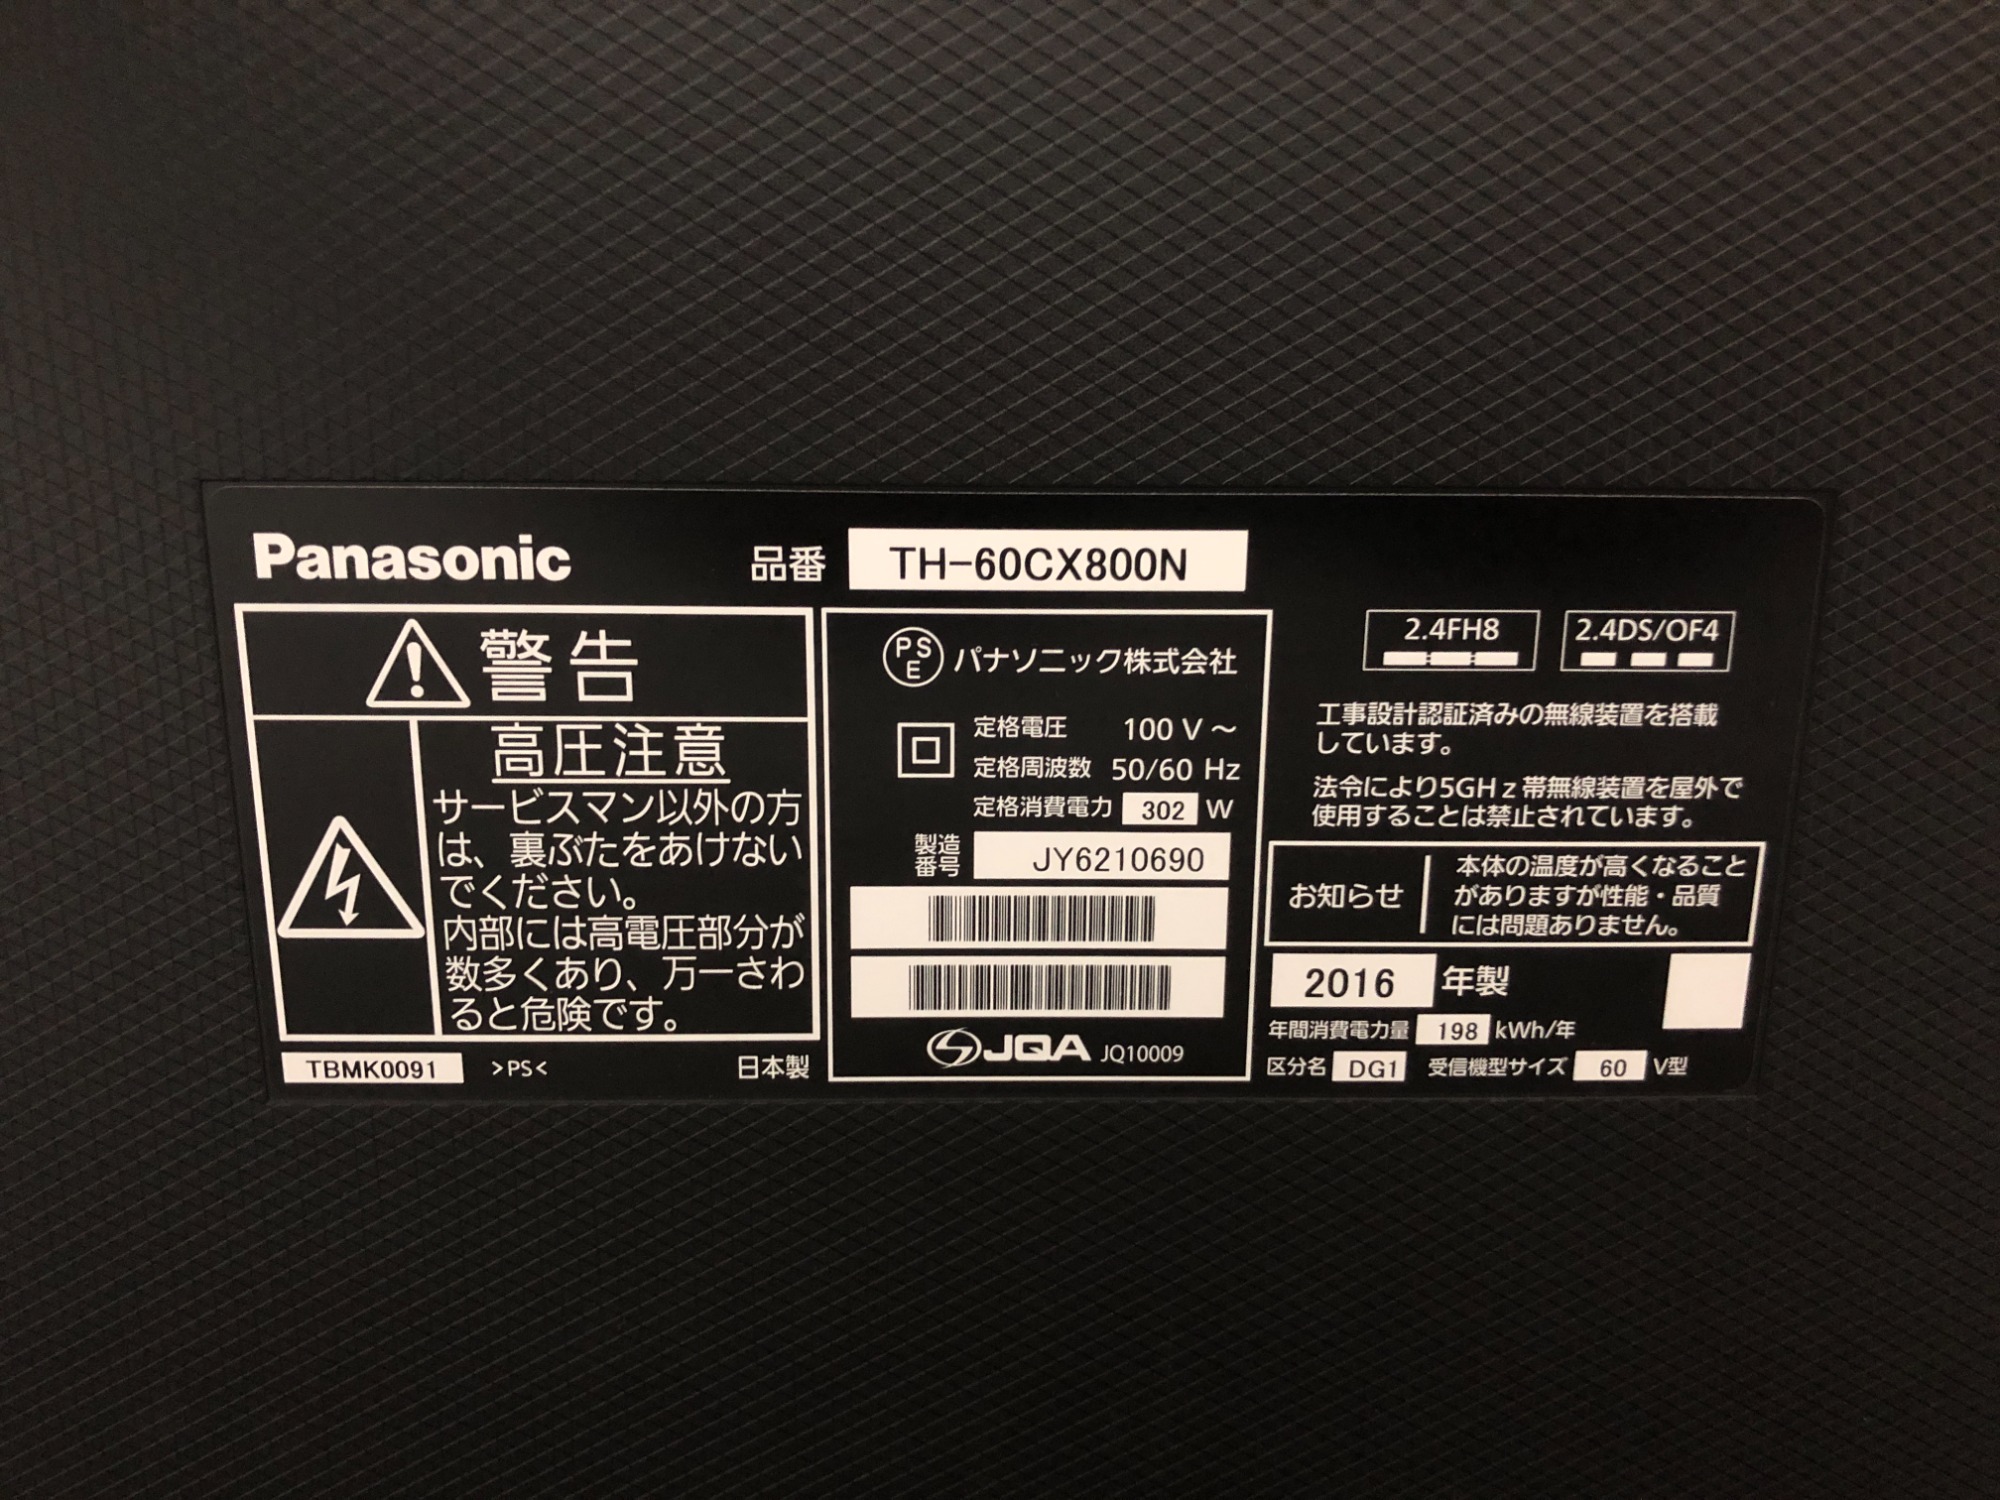 Panasonic
品番 TH-60CX800N
警告
高圧注意
サービスマン以外の方
は、裏ぶたをあけない
でください。
内部には高電圧部分が
数多くあり、万一さわ
ると危険です。
TBMK0091 >PS< 日本製
PSE パナソニック株式会社
定格電圧 100 V ～
定格周波数 50/60 Hz
定格消費電力 302 W
製造
番号 JY6210690
JQA JQ10009
2.4FH8 2.4DS/OF4
工事設計認証済みの無線装置を搭載
しています。
法令により5GHｚ帯無線装置を屋外で
使用することは禁止されています。
お知らせ
本体の温度が高くなること
がありますが性能・品質
には問題ありません。
2016 年製
年間消費電力量 198 kWh/年
区分名 DG1 受信機型サイズ 60 V型